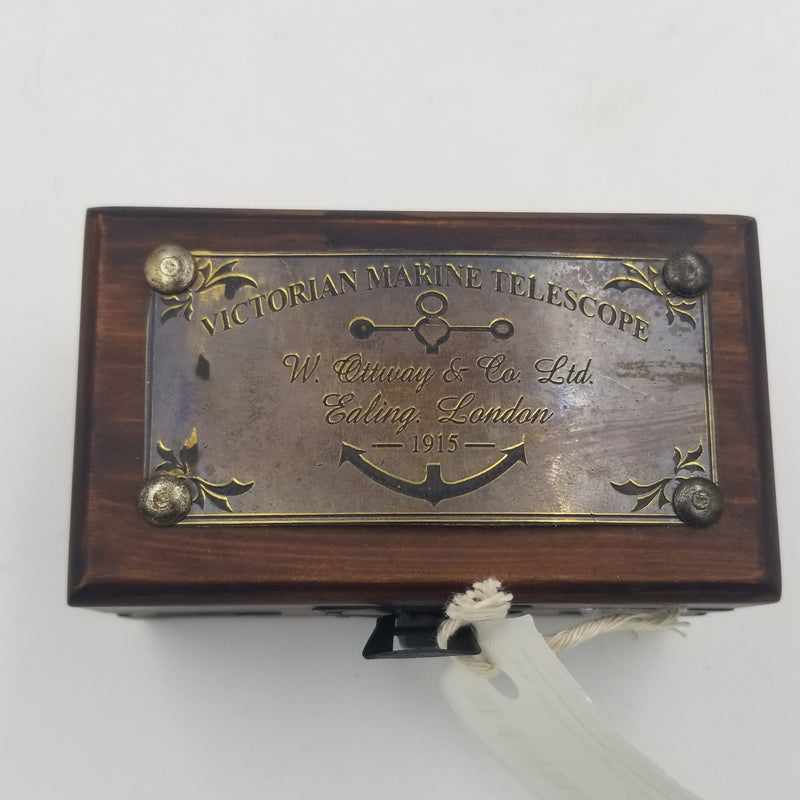 VICTORIAN MARINE TELESCOPE
W. Ottway & Co. Ltd.
Ealing. London
1915